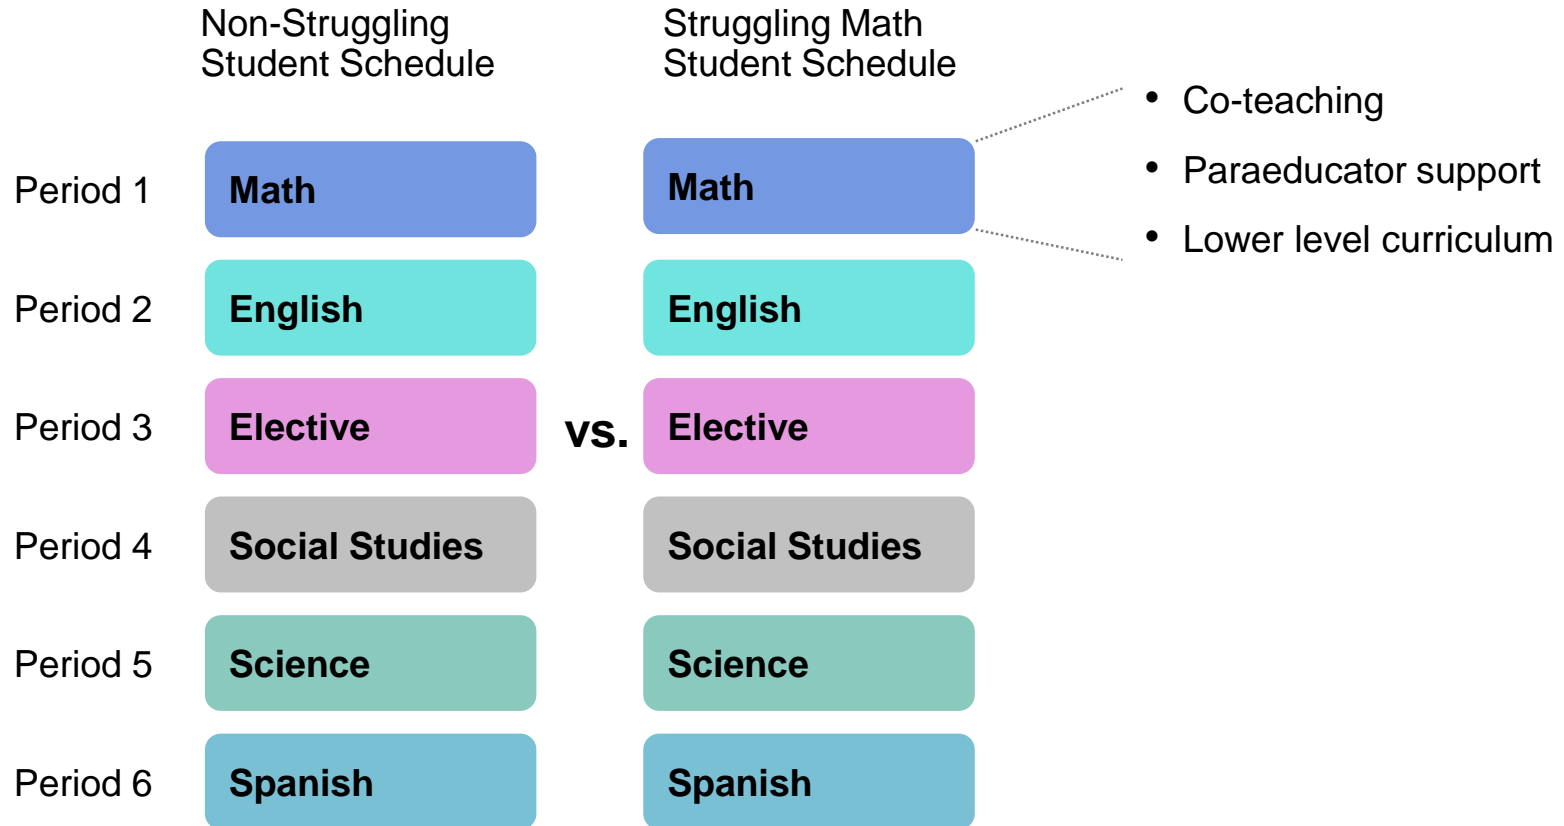 Non-Struggling
Student Schedule
Struggling Math
Student Schedule
• Co-teaching
• Paraeducator support
• Lower level curriculum
Period 1
Math
Math
Period 2
English
English
Period 3
Elective
vs.
Elective
Period 4
Social Studies
Social Studies
Period 5
Science
Science
Period 6
Spanish
Spanish